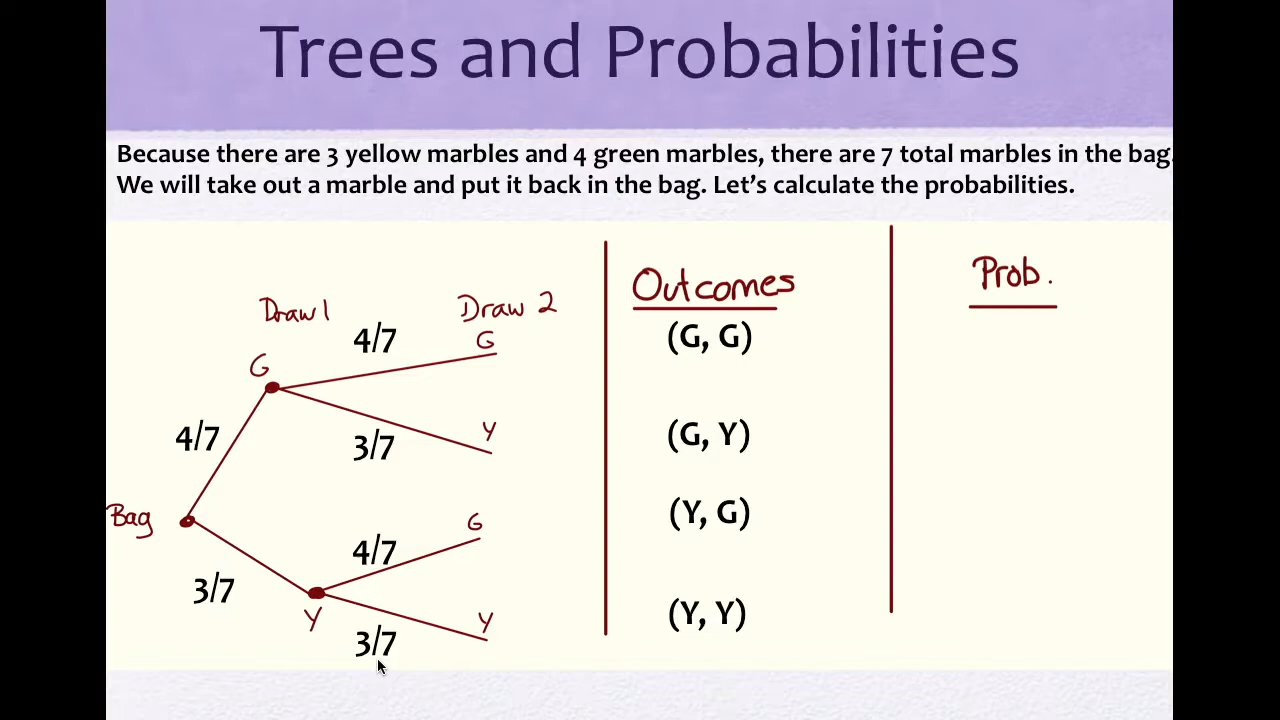 Trees and Probabilities
Because there are 3 yellow marbles and 4 green marbles, there are 7 total marbles in the bag.
We will take out a marble and put it back in the bag. Let's calculate the probabilities.
Draw 1
Draw 2
Outcomes
Prob.
4/7
G
(G, G)
G
4/7
3/7
Y
(G, Y)
Bag
4/7
G
(Y, G)
3/7
Y
3/7
Y
(Y, Y)